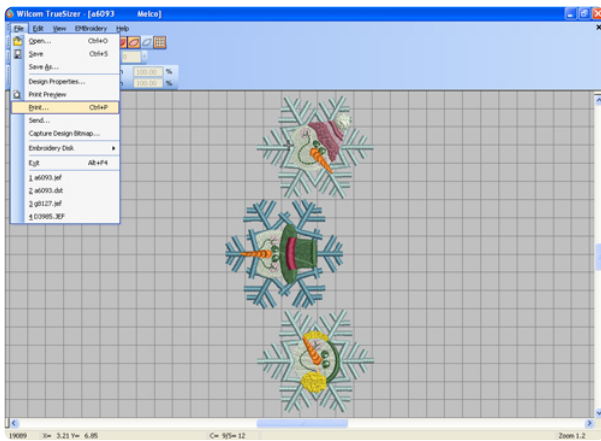 Wilcom TrueSizer - [a6093 Melco]
File Edit View EMBroidery Help
Open... Ctrl+O
Save Ctrl+S
Save As...
Design Properties...
Print Preview
Print... Ctrl+P
Send...
Capture Design Bitmap...
Embroidery Disk
Exit Alt+F4
1 a6093.jef
2 a6093.dst
3 g8127.jef
4 D3985.JEF
100.00 %
100.00 %
19089 X= 3.21 Y= 6.85 C= 9|S= 12 Zoom 1.2